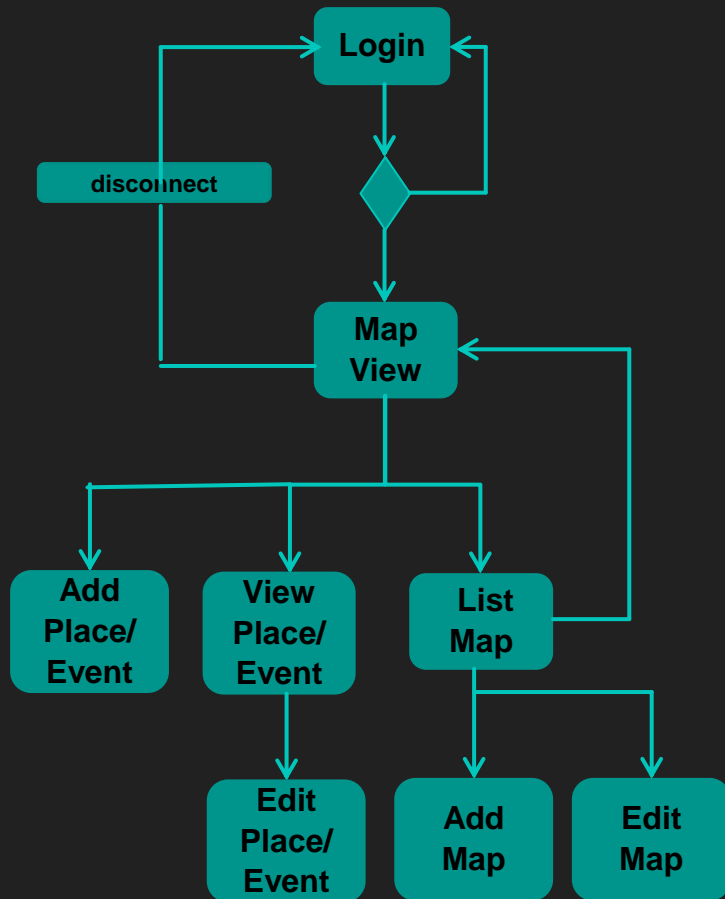 Login
disconnect
Map
View
Add
Place/
Event
View
Place/
Event
List
Map
Edit
Place/
Event
Add
Map
Edit
Map